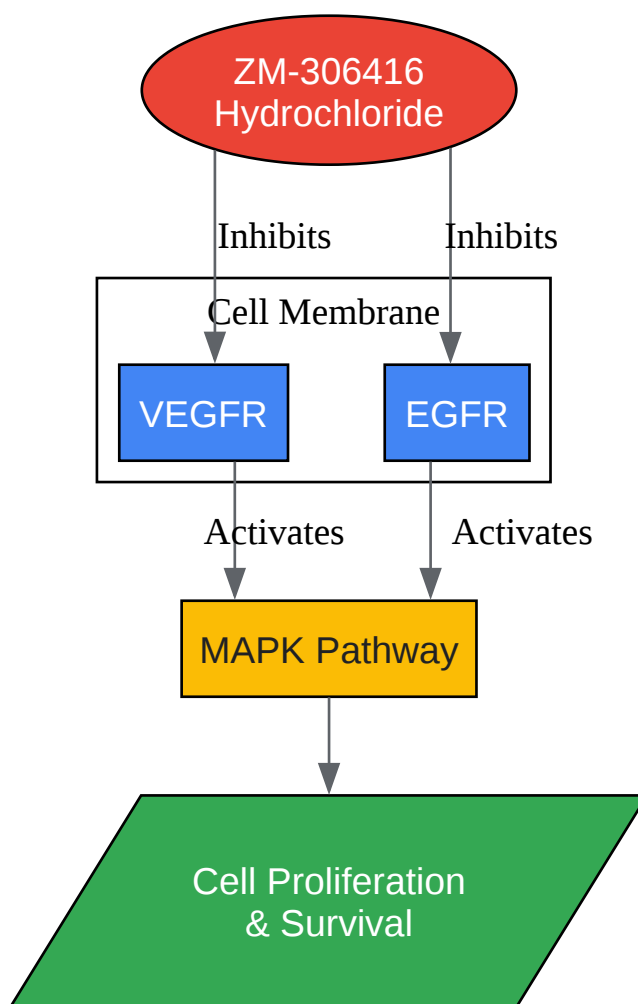 ZM-306416
Hydrochloride
Inhibits
Inhibits
Cell Membrane
VEGFR
EGFR
Activates
Activates
MAPK Pathway
Cell Proliferation
& Survival